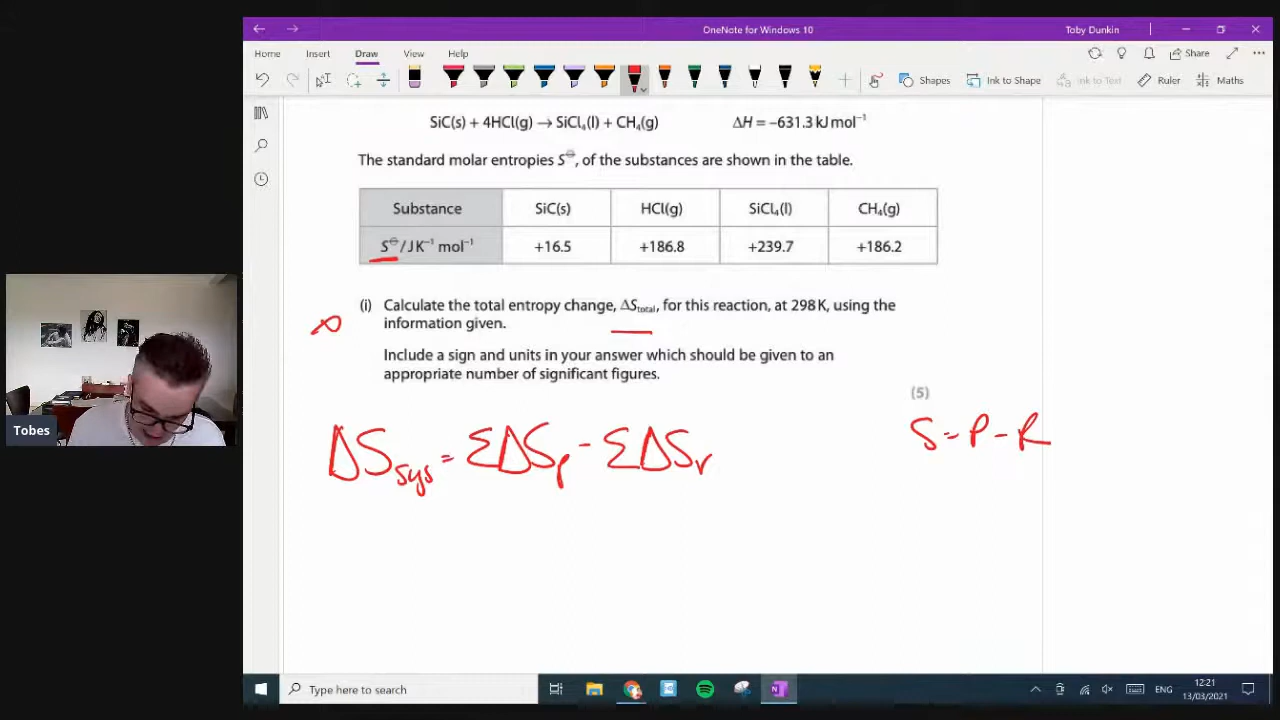 OneNote for Windows 10
Toby Dunkin
Home Insert Draw View Help
Share
Shapes Ink to Shape Ink to Text Ruler Maths
SiC(s) + 4HCl(g) → SiCl₄(l) + CH₄(g) ΔH = –631.3 kJ mol⁻¹
The standard molar entropies S⦵, of the substances are shown in the table.
Substance SiC(s) HCl(g) SiCl₄(l) CH₄(g)
S⦵/J K⁻¹ mol⁻¹ +16.5 +186.8 +239.7 +186.2
(i) Calculate the total entropy change, ΔStotal, for this reaction, at 298 K, using the
information given.
Include a sign and units in your answer which should be given to an
appropriate number of significant figures.
(5)
S = P - R
ΔSsys = ΣΔSp - ΣΔSr
Tobes
Type here to search
ENG
12:21
13/03/2021